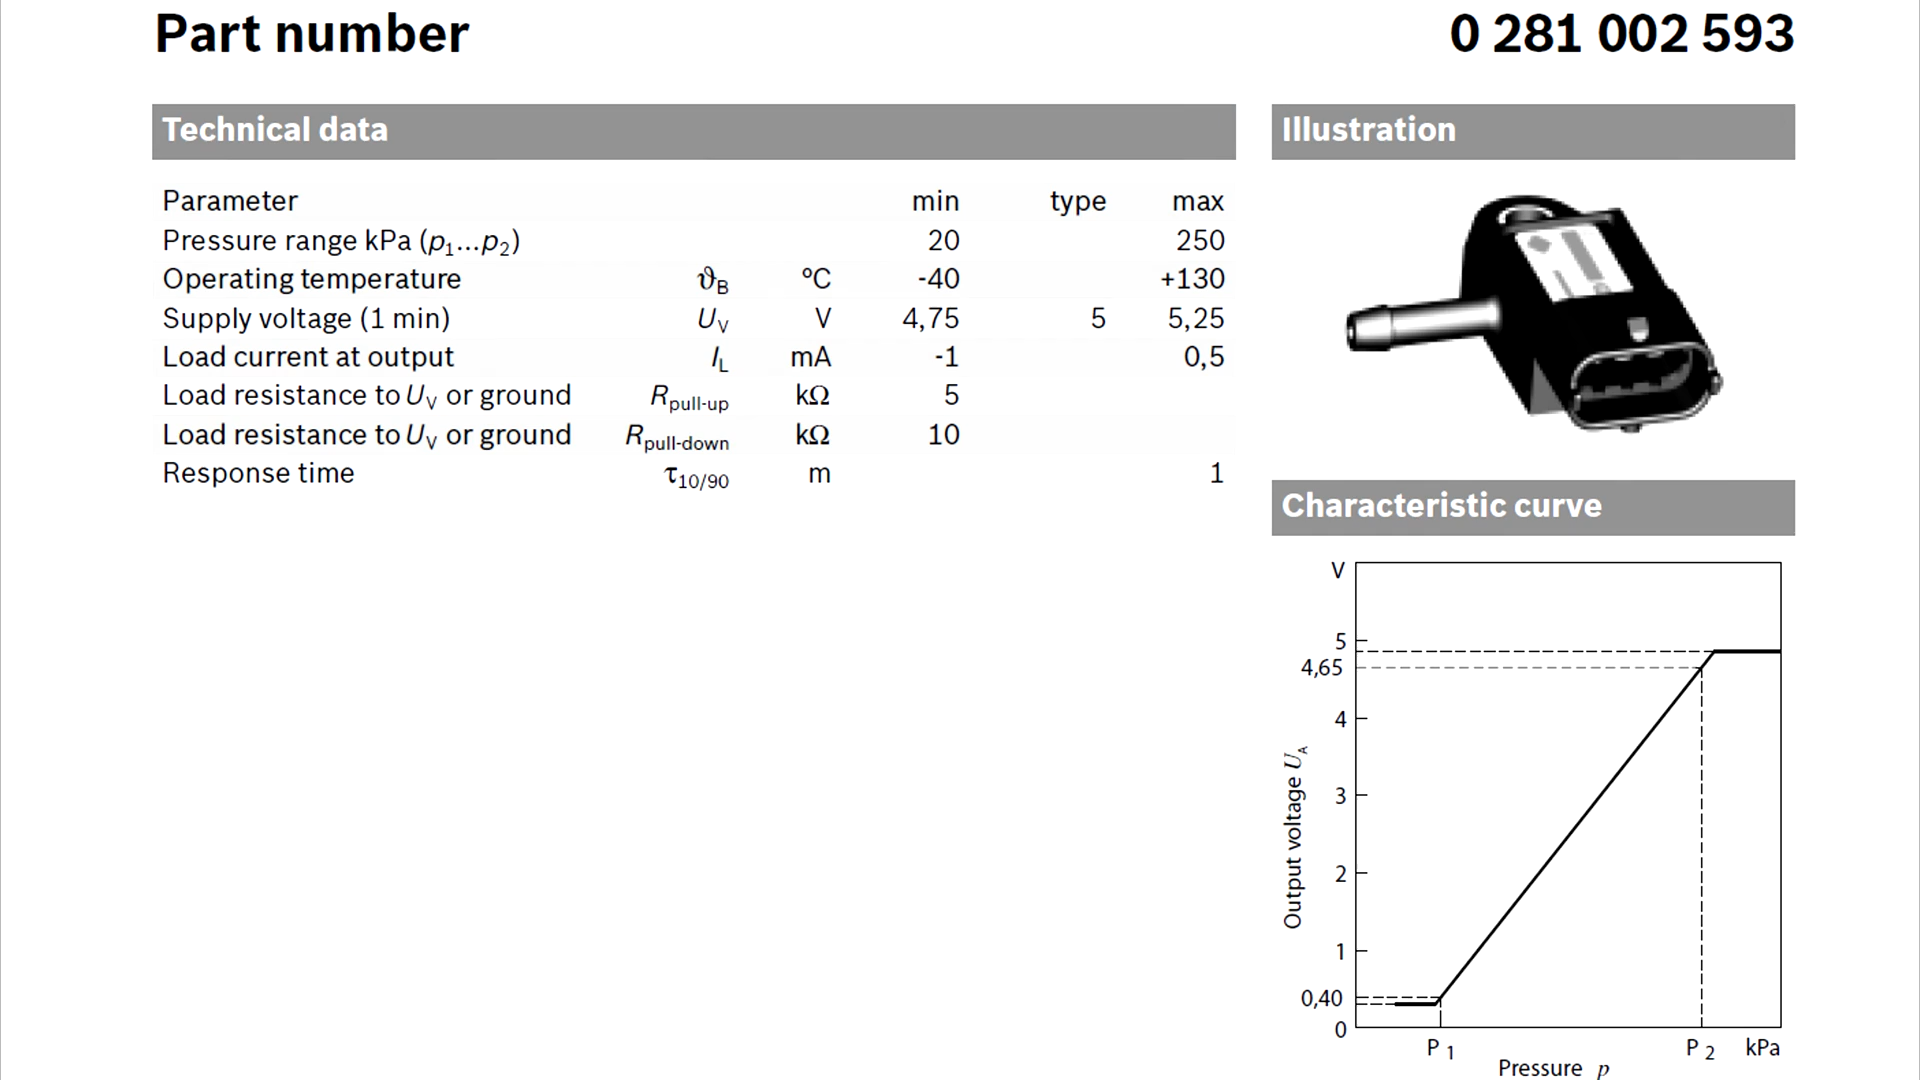 Part number 0 281 002 593
Technical data
Parameter min type max
Pressure range kPa (p1...p2) 20 250
Operating temperature ϑB °C -40 +130
Supply voltage (1 min) UV V 4,75 5 5,25
Load current at output IL mA -1 0,5
Load resistance to UV or ground Rpull-up kΩ 5
Load resistance to UV or ground Rpull-down kΩ 10
Response time τ10/90 m 1
Illustration
Characteristic curve
V
5
4,65
4
3
2
1
0,40
0
Output voltage UA
P1 P2 kPa
Pressure p